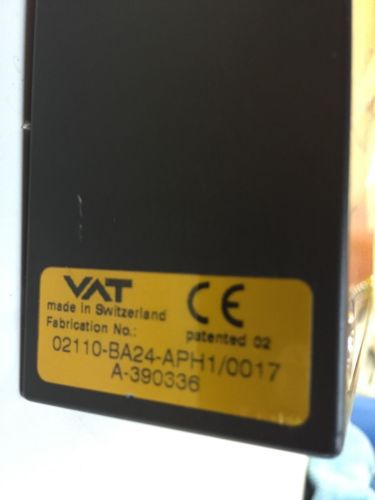 VAT CE
made in Switzerland
Fabrication No.: patented 02
02110-BA24-APH1/0017
A-390336